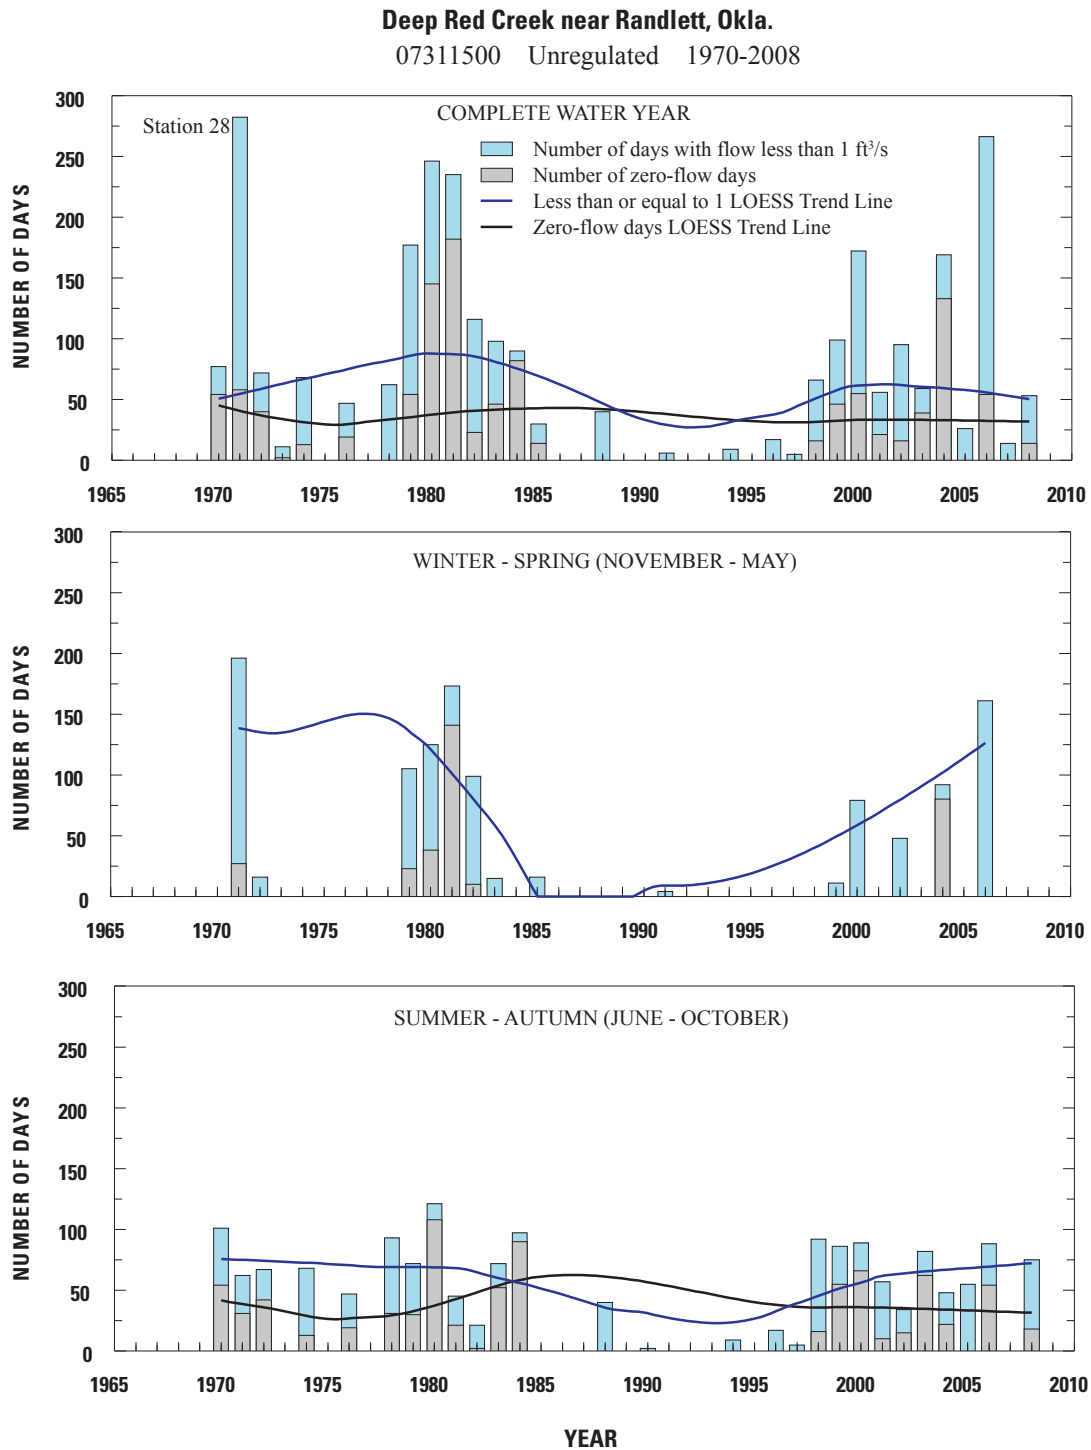 Deep Red Creek near Randlett, Okla.
07311500 Unregulated 1970-2008
COMPLETE WATER YEAR
Station 28
Number of days with flow less than 1 ft³/s
Number of zero-flow days
Less than or equal to 1 LOESS Trend Line
Zero-flow days LOESS Trend Line
NUMBER OF DAYS
300
250
200
150
100
50
0
1965 1970 1975 1980 1985 1990 1995 2000 2005 2010
WINTER - SPRING (NOVEMBER - MAY)
NUMBER OF DAYS
300
250
200
150
100
50
0
1965 1970 1975 1980 1985 1990 1995 2000 2005 2010
SUMMER - AUTUMN (JUNE - OCTOBER)
NUMBER OF DAYS
300
250
200
150
100
50
0
1965 1970 1975 1980 1985 1990 1995 2000 2005 2010
YEAR